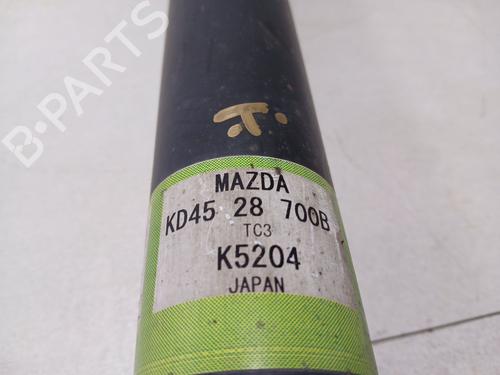 B-PARTS
MAZDA
KD45 28 700B
TC3
K5204
JAPAN